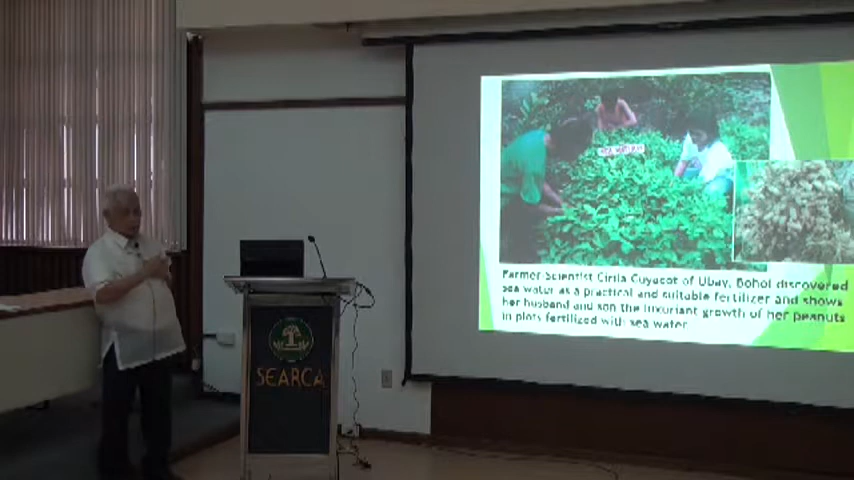 Farmer-Scientist Cirila Cuyacot of Ubay, Bohol discovered
sea water as a practical and suitable fertilizer and shows
her husband and son the luxuriant growth of her peanuts
in plots fertilized with sea water
SEARCA